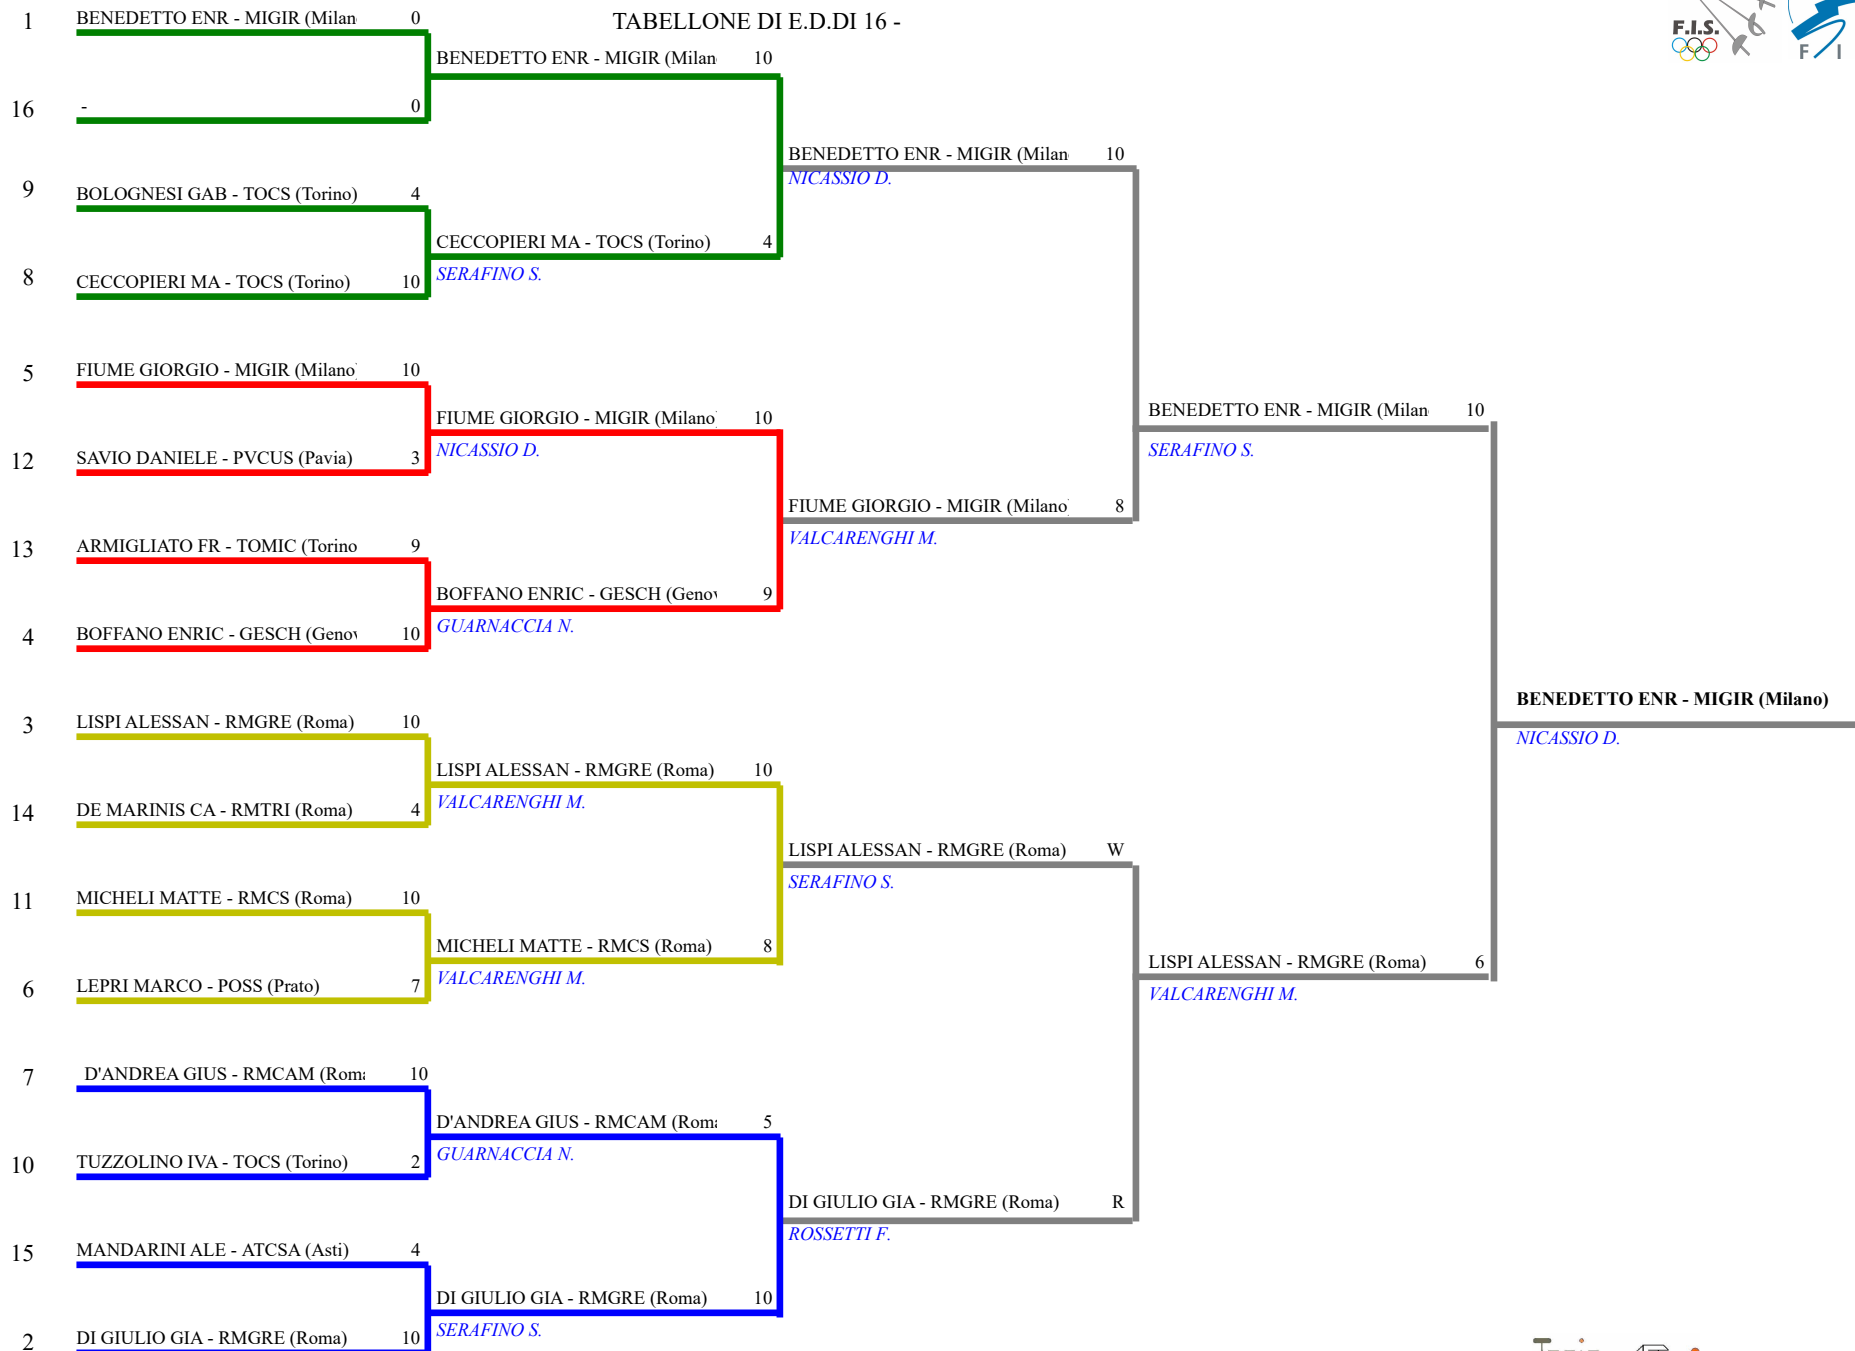 TABELLONE DI E.D.DI 16 -
F.I.S.
F I
1 BENEDETTO ENR - MIGIR (Milan 0
BENEDETTO ENR - MIGIR (Milan 10
16 - 0
BENEDETTO ENR - MIGIR (Milan 10
NICASSIO D.
9 BOLOGNESI GAB - TOCS (Torino) 4
CECCOPIERI MA - TOCS (Torino) 4
SERAFINO S.
8 CECCOPIERI MA - TOCS (Torino) 10
5 FIUME GIORGIO - MIGIR (Milano) 10
BENEDETTO ENR - MIGIR (Milan 10
SERAFINO S.
FIUME GIORGIO - MIGIR (Milano) 10
NICASSIO D.
12 SAVIO DANIELE - PVCUS (Pavia) 3
FIUME GIORGIO - MIGIR (Milano) 8
VALCARENGHI M.
13 ARMIGLIATO FR - TOMIC (Torino 9
BOFFANO ENRIC - GESCH (Genov 9
GUARNACCIA N.
4 BOFFANO ENRIC - GESCH (Genov 10
BENEDETTO ENR - MIGIR (Milano)
NICASSIO D.
3 LISPI ALESSAN - RMGRE (Roma) 10
LISPI ALESSAN - RMGRE (Roma) 10
VALCARENGHI M.
14 DE MARINIS CA - RMTRI (Roma) 4
LISPI ALESSAN - RMGRE (Roma) W
SERAFINO S.
11 MICHELI MATTE - RMCS (Roma) 10
MICHELI MATTE - RMCS (Roma) 8
VALCARENGHI M.
LISPI ALESSAN - RMGRE (Roma) 6
VALCARENGHI M.
6 LEPRI MARCO - POSS (Prato) 7
7 D'ANDREA GIUS - RMCAM (Roma 10
D'ANDREA GIUS - RMCAM (Roma 5
GUARNACCIA N.
10 TUZZOLINO IVA - TOCS (Torino) 2
DI GIULIO GIA - RMGRE (Roma) R
ROSSETTI F.
15 MANDARINI ALE - ATCSA (Asti) 4
DI GIULIO GIA - RMGRE (Roma) 10
SERAFINO S.
2 DI GIULIO GIA - RMGRE (Roma) 10